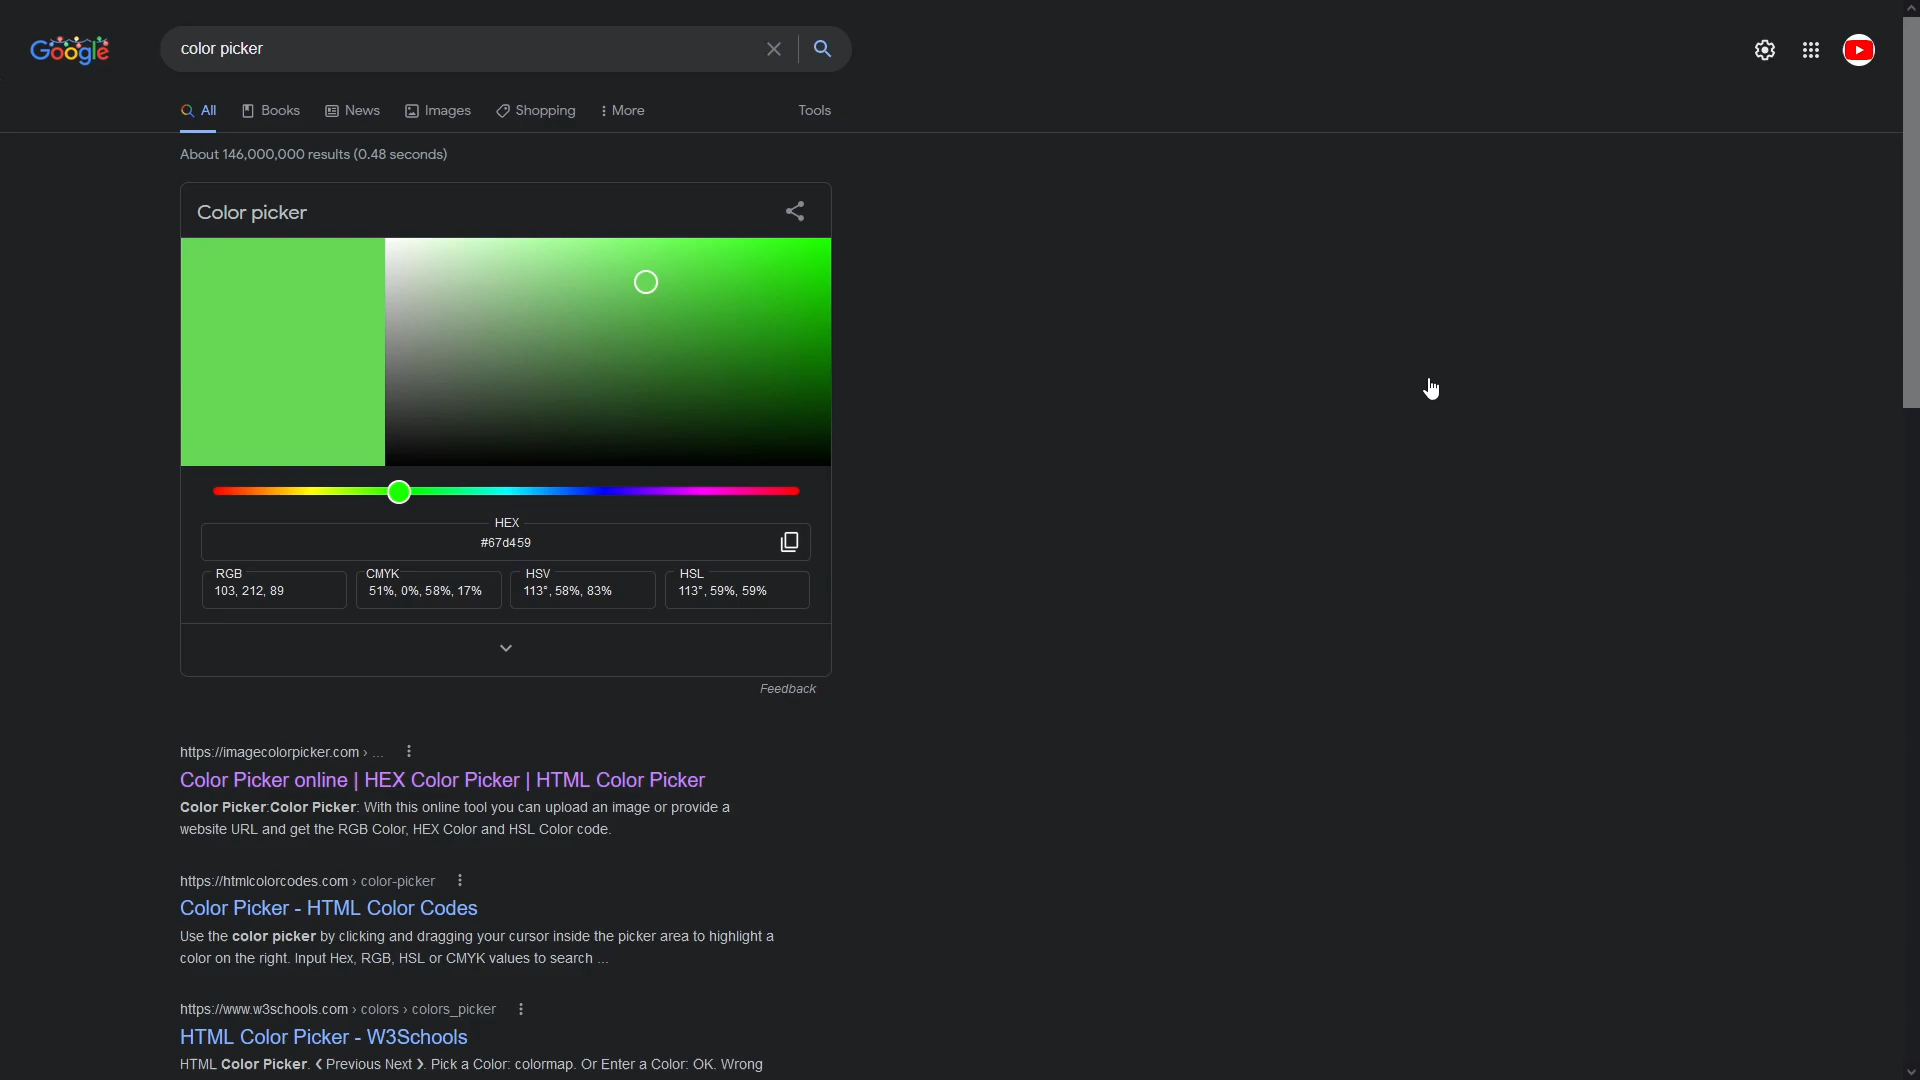 Google
color picker
All
Books
News
Images
Shopping
More
Tools
About 146,000,000 results (0.48 seconds)
Color picker
HEX
#67d459
RGB
103, 212, 89
CMYK
51%, 0%, 58%, 17%
HSV
113°, 58%, 83%
HSL
113°, 59%, 59%
Feedback
https://imagecolorpicker.com › ...
Color Picker online | HEX Color Picker | HTML Color Picker
Color Picker:Color Picker: With this online tool you can upload an image or provide a
website URL and get the RGB Color, HEX Color and HSL Color code.
https://htmlcolorcodes.com › color-picker
Color Picker - HTML Color Codes
Use the color picker by clicking and dragging your cursor inside the picker area to highlight a
color on the right. Input Hex, RGB, HSL or CMYK values to search ...
https://www.w3schools.com › colors › colors_picker
HTML Color Picker - W3Schools
HTML Color Picker. ❮ Previous Next ❯. Pick a Color: colormap. Or Enter a Color: OK. Wrong